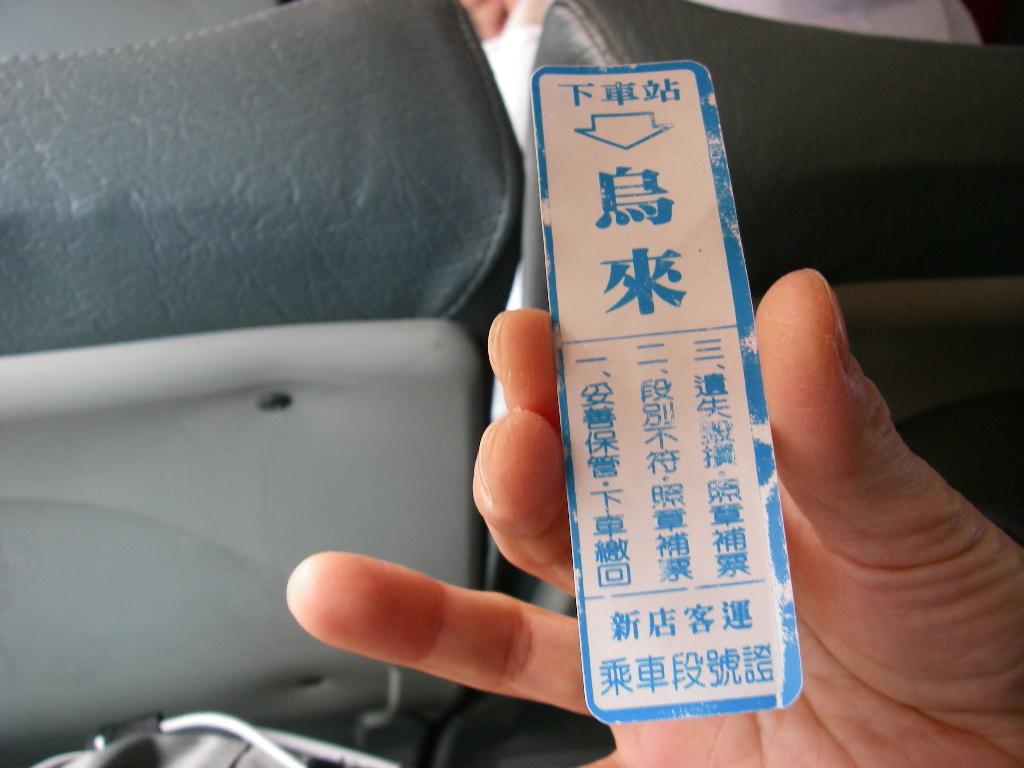 下車站
烏來
一、妥善保管·下車繳回
二、段別不符·照章補票
三、遺失毀損·照章補票
新店客運
乘車段號證